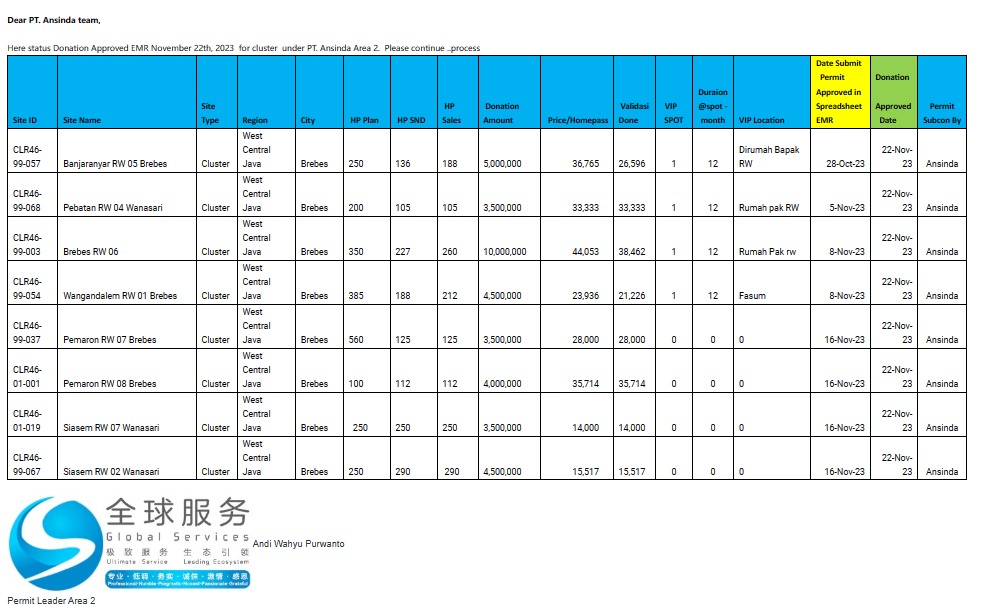 Dear PT. Ansinda team,
Here status Donation Approved EMR November 22th, 2023 for cluster under PT. Ansinda Area 2. Please continue ..process
Site ID Site Name Site Type Region City HP Plan HP SND HP Sales Donation Amount Price/Homepass Validasi Done VIP SPOT Duraion @spot - month VIP Location Date Submit Permit Approved in Spreadsheet EMR Donation Approved Date Permit Subcon By
CLR46-99-057 Banjaranyar RW 05 Brebes Cluster West Central Java Brebes 250 136 188 5,000,000 36,765 26,596 1 12 Dirumah Bapak RW 28-Oct-23 22-Nov-23 Ansinda
CLR46-99-068 Pebatan RW 04 Wanasari Cluster West Central Java Brebes 200 105 105 3,500,000 33,333 33,333 1 12 Rumah pak RW 5-Nov-23 22-Nov-23 Ansinda
CLR46-99-003 Brebes RW 06 Cluster West Central Java Brebes 350 227 260 10,000,000 44,053 38,462 1 12 Rumah Pak rw 8-Nov-23 22-Nov-23 Ansinda
CLR46-99-054 Wangandalem RW 01 Brebes Cluster West Central Java Brebes 385 188 212 4,500,000 23,936 21,226 1 12 Fasum 8-Nov-23 22-Nov-23 Ansinda
CLR46-99-037 Pemaron RW 07 Brebes Cluster West Central Java Brebes 560 125 125 3,500,000 28,000 28,000 0 0 0 16-Nov-23 22-Nov-23 Ansinda
CLR46-01-001 Pemaron RW 08 Brebes Cluster West Central Java Brebes 100 112 112 4,000,000 35,714 35,714 0 0 0 16-Nov-23 22-Nov-23 Ansinda
CLR46-01-019 Siasem RW 07 Wanasari Cluster West Central Java Brebes 250 250 250 3,500,000 14,000 14,000 0 0 0 16-Nov-23 22-Nov-23 Ansinda
CLR46-99-067 Siasem RW 02 Wanasari Cluster West Central Java Brebes 250 290 290 4,500,000 15,517 15,517 0 0 0 16-Nov-23 22-Nov-23 Ansinda
全球服务
Global Services
极致服务 生态引领
Ultimate Service Leading Ecosystem
专业·低调·务实·诚信·激情·感恩
Professional·Humble·Pragmatic·Honest·Passionate·Grateful
Andi Wahyu Purwanto
Permit Leader Area 2